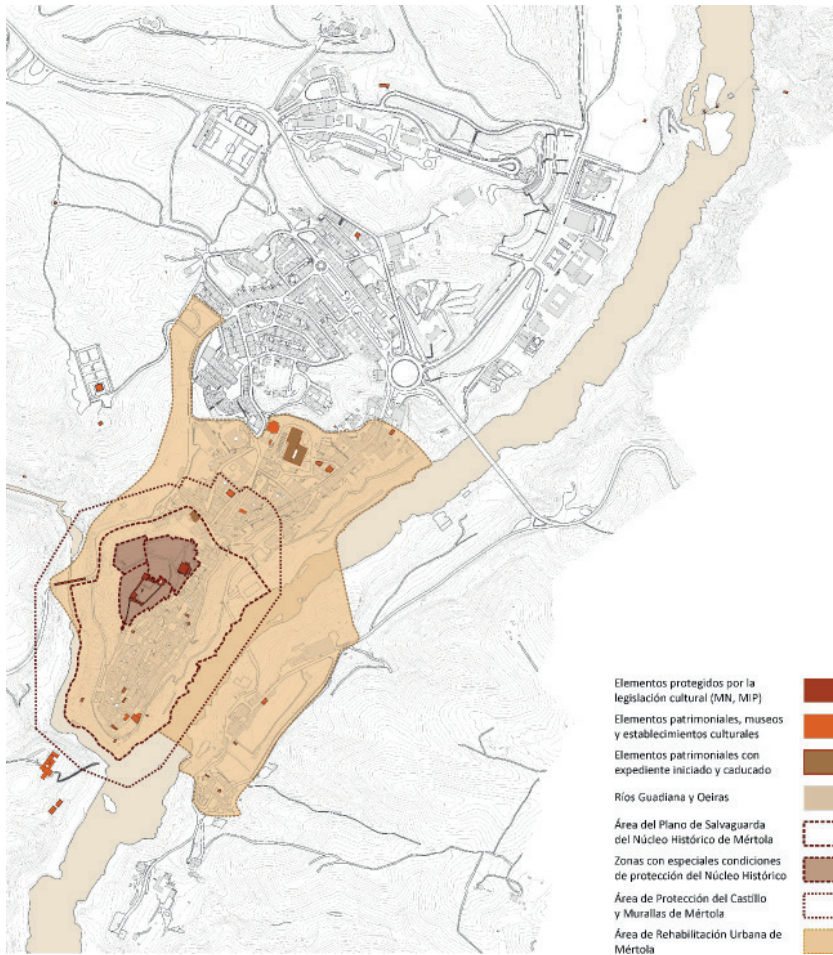 Elementos protegidos por la
legislación cultural (MN, MIP)
Elementos patrimoniales, museos
y establecimientos culturales
Elementos patrimoniales con
expediente iniciado y caducado
Ríos Guadiana y Oeiras
Área del Plano de Salvaguarda
del Núcleo Histórico de Mértola
Zonas con especiales condiciones
de protección del Núcleo Histórico
Área de Protección del Castillo
y Murallas de Mértola
Área de Rehabilitación Urbana de
Mértola